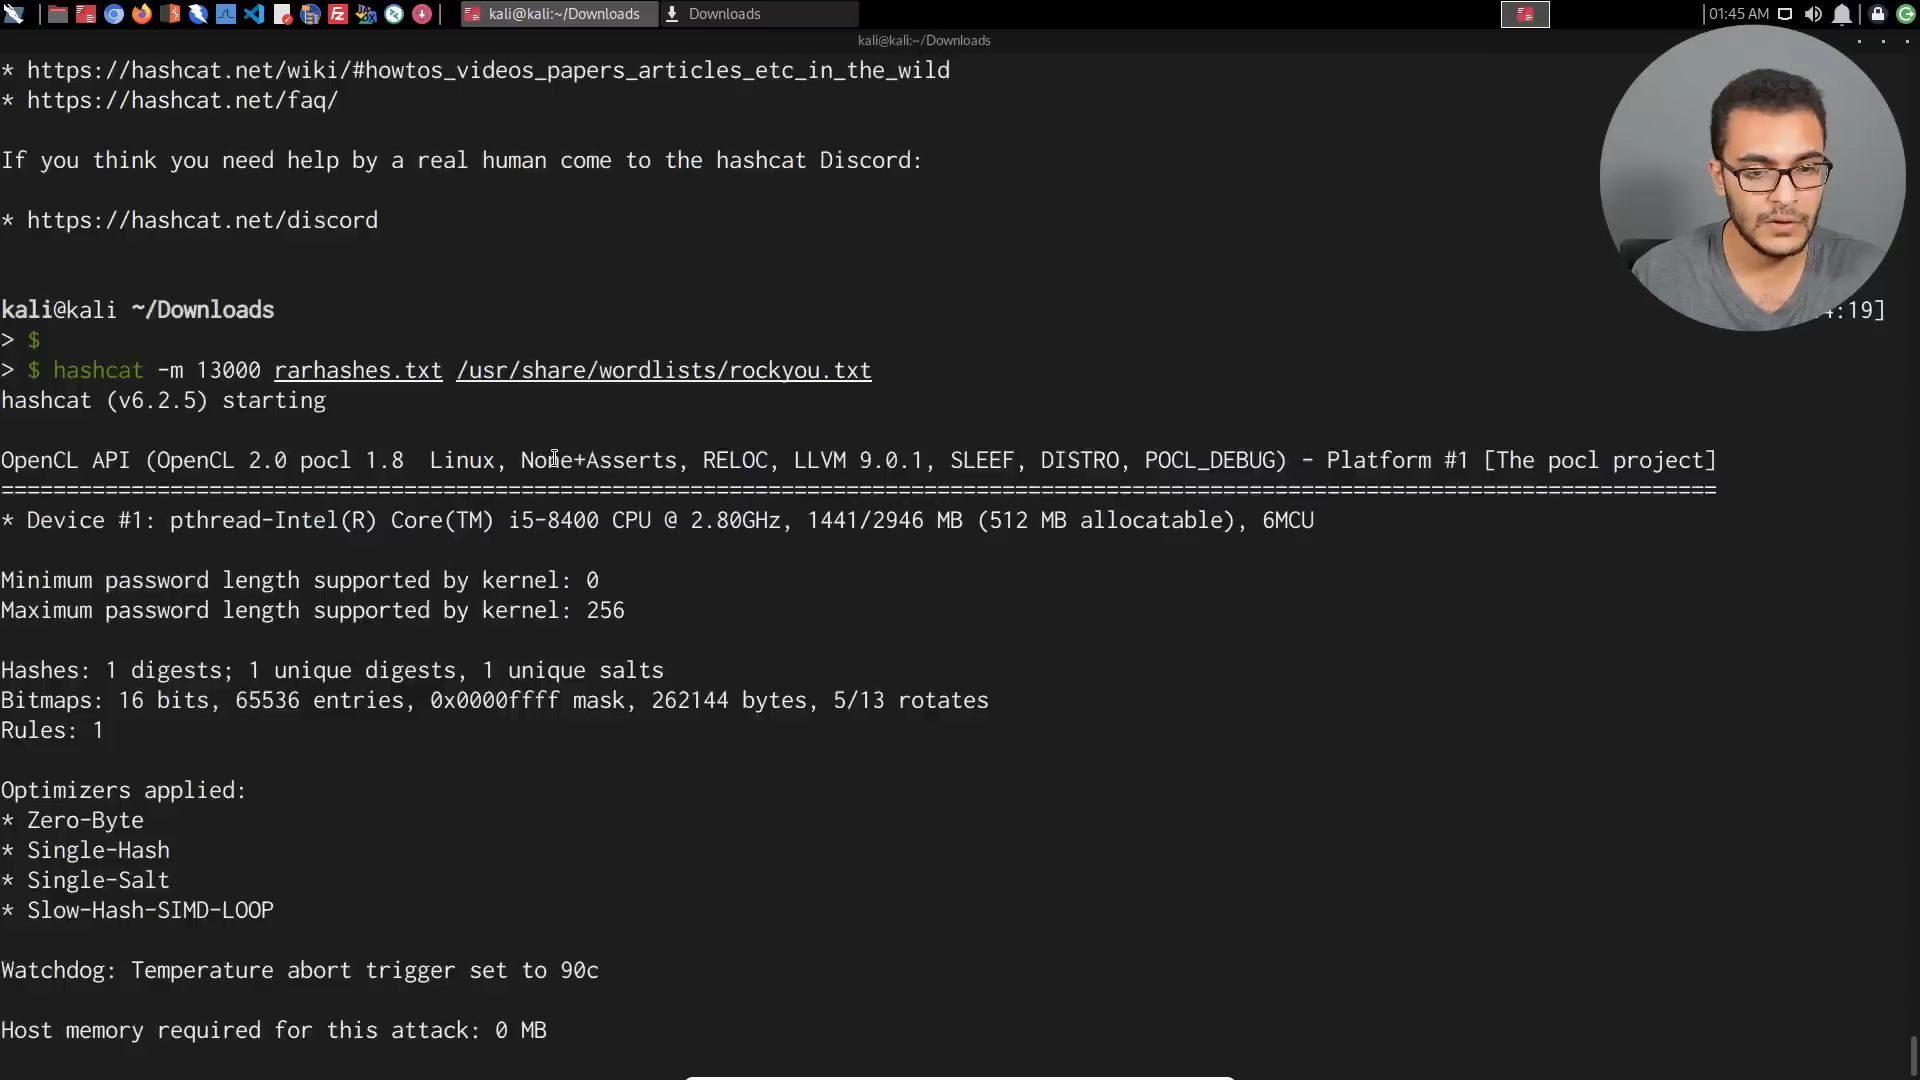 kali@kali:~/Downloads
Downloads
01:45 AM
kali@kali:~/Downloads
* https://hashcat.net/wiki/#howtos_videos_papers_articles_etc_in_the_wild
* https://hashcat.net/faq/
If you think you need help by a real human come to the hashcat Discord:
* https://hashcat.net/discord
kali@kali ~/Downloads
:19]
> $
> $ hashcat -m 13000 rarhashes.txt /usr/share/wordlists/rockyou.txt
hashcat (v6.2.5) starting
OpenCL API (OpenCL 2.0 pocl 1.8  Linux, None+Asserts, RELOC, LLVM 9.0.1, SLEEF, DISTRO, POCL_DEBUG) - Platform #1 [The pocl project]
====================================================================================================================================
* Device #1: pthread-Intel(R) Core(TM) i5-8400 CPU @ 2.80GHz, 1441/2946 MB (512 MB allocatable), 6MCU
Minimum password length supported by kernel: 0
Maximum password length supported by kernel: 256
Hashes: 1 digests; 1 unique digests, 1 unique salts
Bitmaps: 16 bits, 65536 entries, 0x0000ffff mask, 262144 bytes, 5/13 rotates
Rules: 1
Optimizers applied:
* Zero-Byte
* Single-Hash
* Single-Salt
* Slow-Hash-SIMD-LOOP
Watchdog: Temperature abort trigger set to 90c
Host memory required for this attack: 0 MB